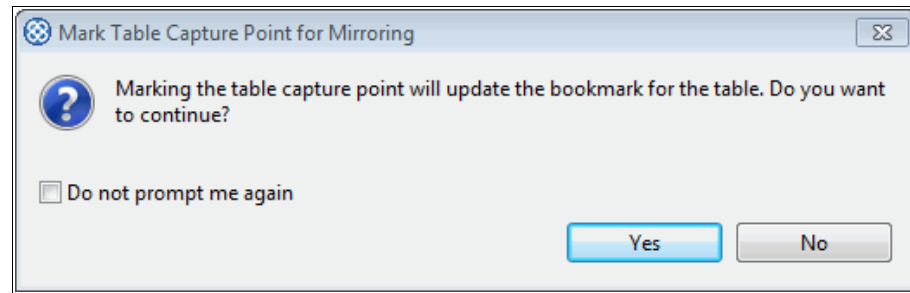 Mark Table Capture Point for Mirroring
Marking the table capture point will update the bookmark for the table. Do you want
to continue?
Do not prompt me again
Yes No